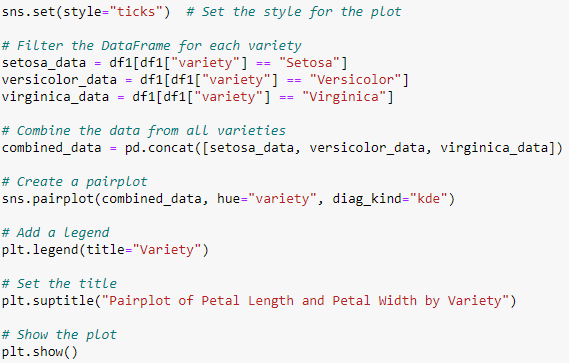 sns.set(style="ticks")  # Set the style for the plot
# Filter the DataFrame for each variety
setosa_data = df1[df1["variety"] == "Setosa"]
versicolor_data = df1[df1["variety"] == "Versicolor"]
virginica_data = df1[df1["variety"] == "Virginica"]
# Combine the data from all varieties
combined_data = pd.concat([setosa_data, versicolor_data, virginica_data])
# Create a pairplot
sns.pairplot(combined_data, hue="variety", diag_kind="kde")
# Add a legend
plt.legend(title="Variety")
# Set the title
plt.suptitle("Pairplot of Petal Length and Petal Width by Variety")
# Show the plot
plt.show()